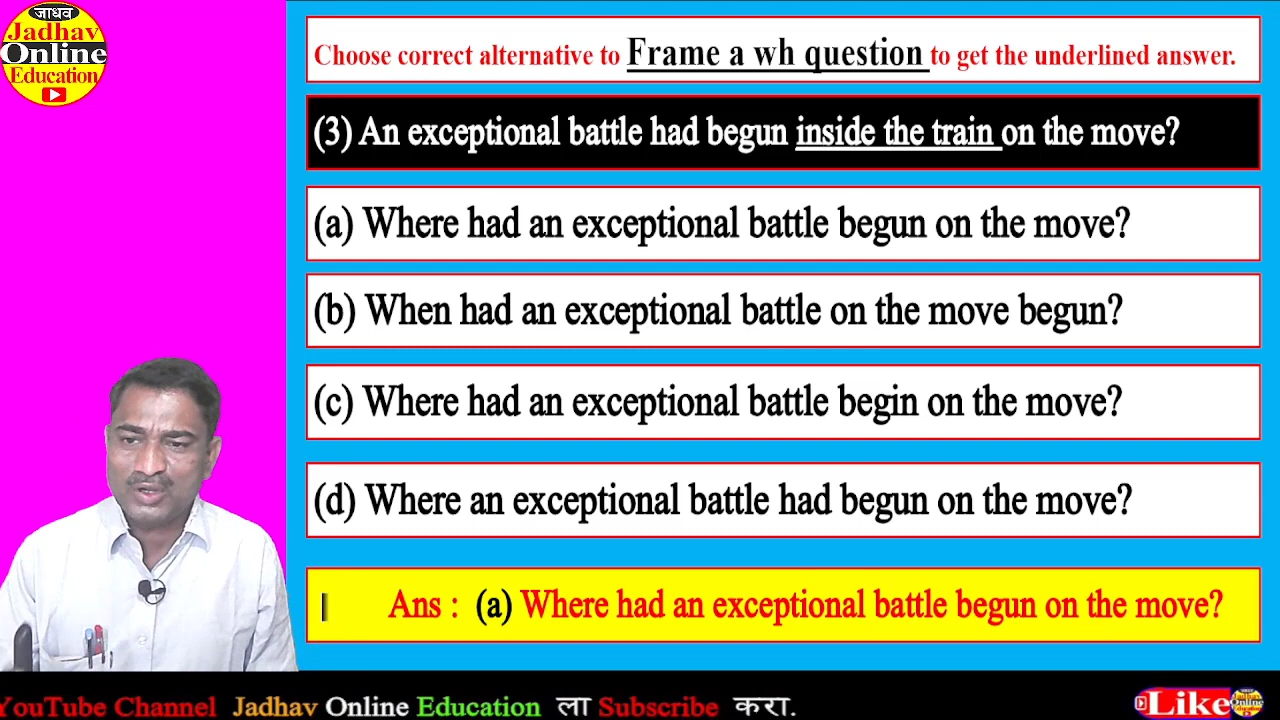 जाधव
Jadhav
Online
Education
Choose correct alternative to Frame a wh question to get the underlined answer.
(3) An exceptional battle had begun inside the train on the move?
(a) Where had an exceptional battle begun on the move?
(b) When had an exceptional battle on the move begun?
(c) Where had an exceptional battle begin on the move?
(d) Where an exceptional battle had begun on the move?
Ans : (a) Where had an exceptional battle begun on the move?
YouTube Channel Jadhav Online Education ला Subscribe करा.
Like